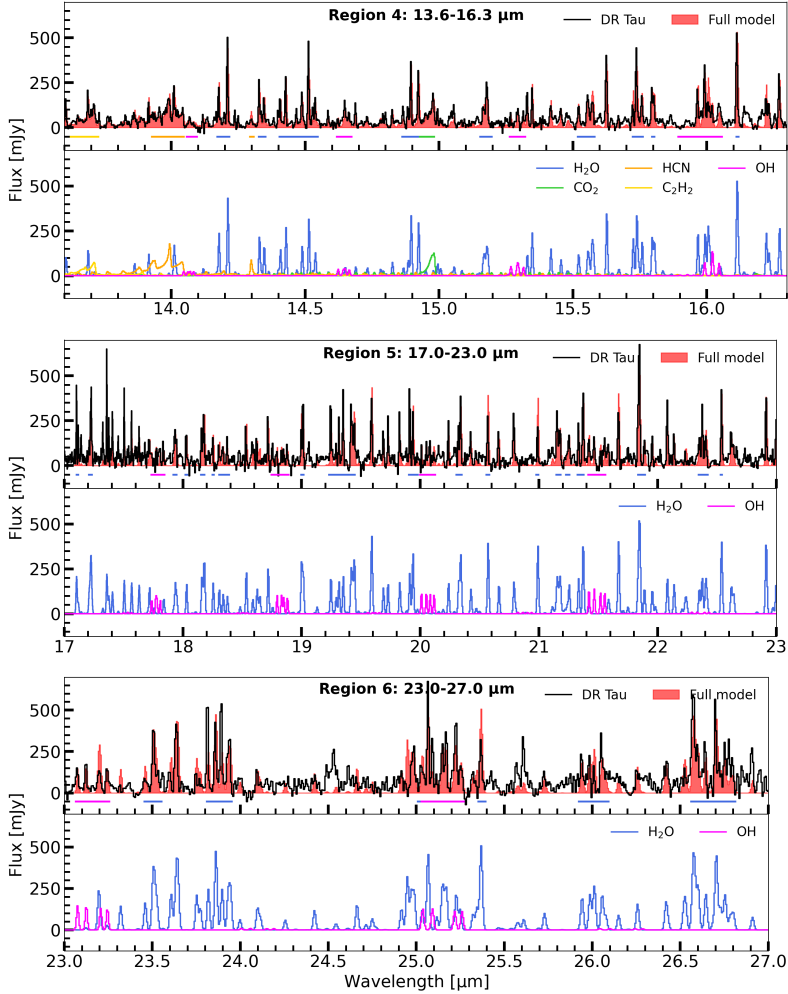 Region 4: 13.6-16.3 μm
DR Tau
Full model
500
250
0
Flux [mJy]
H₂O
HCN
OH
CO₂
C₂H₂
500
250
0
14.0
14.5
15.0
15.5
16.0
Region 5: 17.0-23.0 μm
DR Tau
Full model
500
250
0
Flux [mJy]
H₂O
OH
500
250
0
17
18
19
20
21
22
23
Region 6: 23.0-27.0 μm
DR Tau
Full model
500
250
0
Flux [mJy]
H₂O
OH
500
250
0
23.0
23.5
24.0
24.5
25.0
25.5
26.0
26.5
27.0
Wavelength [μm]